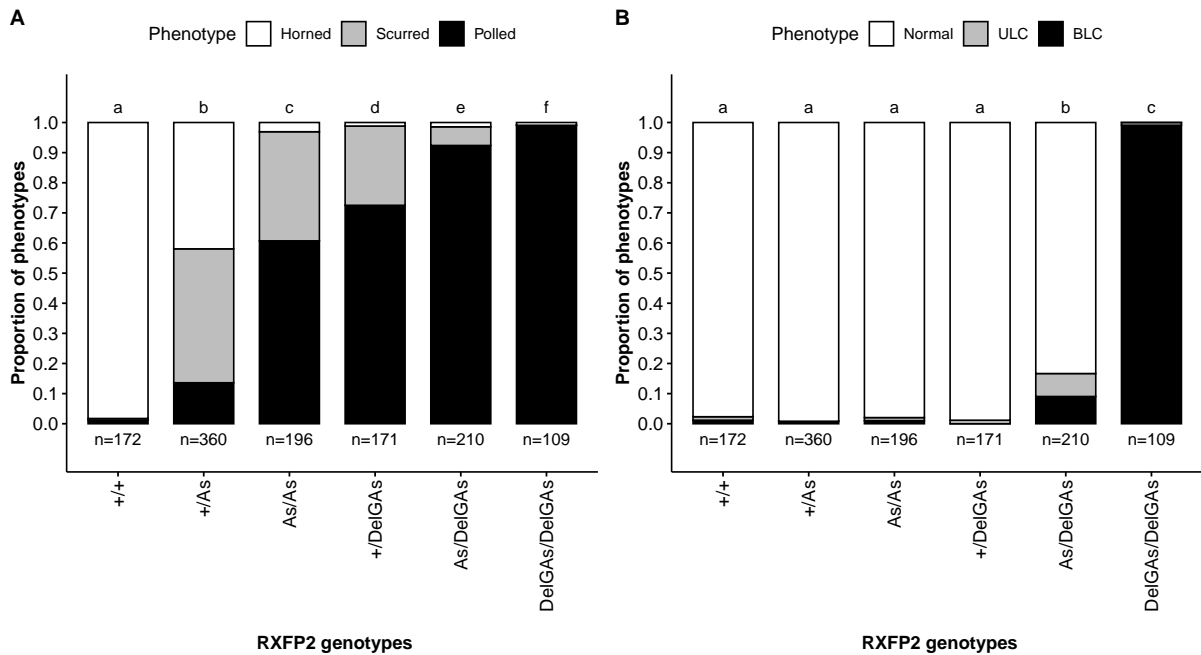 A
Phenotype Horned Scurred Polled
a b c d e f
1.0
0.9
0.8
0.7
0.6
0.5
0.4
0.3
0.2
0.1
0.0
Proportion of phenotypes
n=172 n=360 n=196 n=171 n=210 n=109
+/+
+/As
As/As
+/DelGAs
As/DelGAs
DelGAs/DelGAs
RXFP2 genotypes
B
Phenotype Normal ULC BLC
a a a a b c
1.0
0.9
0.8
0.7
0.6
0.5
0.4
0.3
0.2
0.1
0.0
Proportion of phenotypes
n=172 n=360 n=196 n=171 n=210 n=109
+/+
+/As
As/As
+/DelGAs
As/DelGAs
DelGAs/DelGAs
RXFP2 genotypes